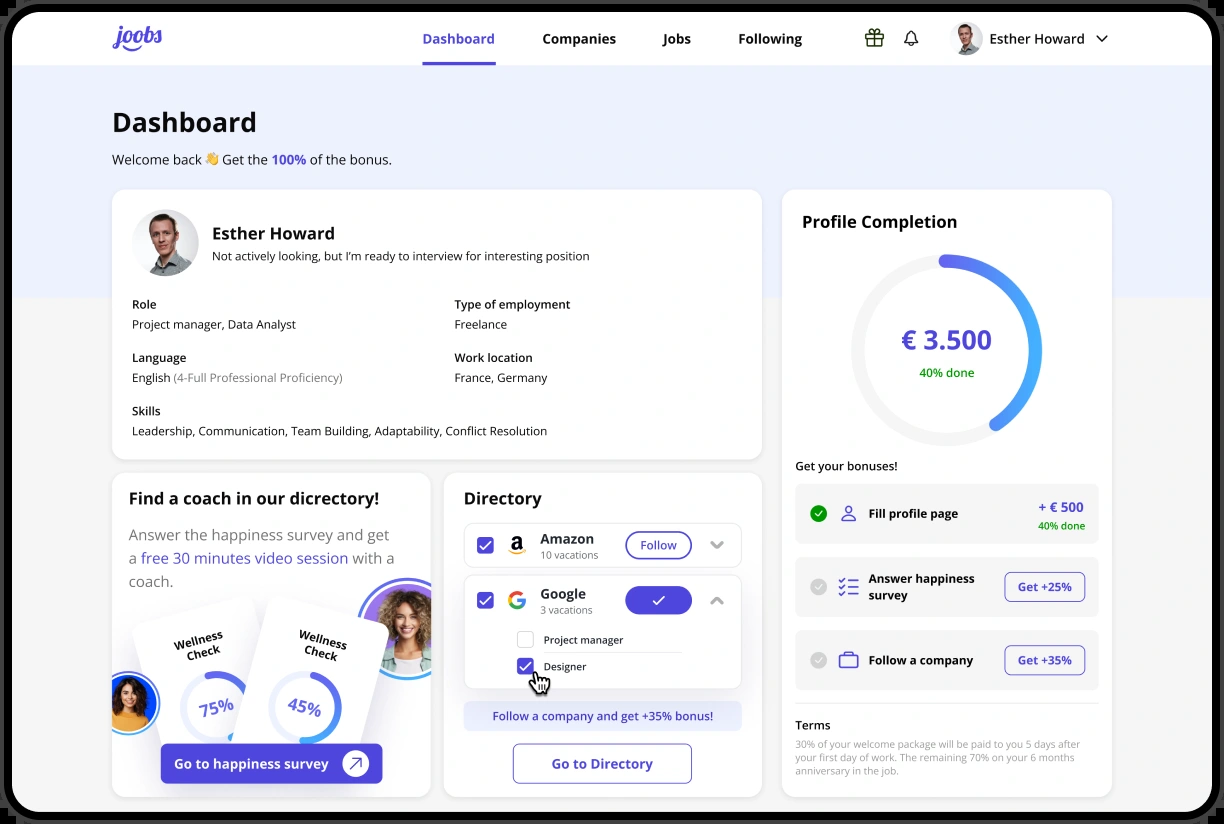 joobs
Dashboard
Companies
Jobs
Following
Esther Howard
Dashboard
Welcome back 👋 Get the 100% of the bonus.
Esther Howard
Not actively looking, but I'm ready to interview for interesting position
Role
Project manager, Data Analyst
Type of employment
Freelance
Language
English (4-Full Professional Proficiency)
Work location
France, Germany
Skills
Leadership, Communication, Team Building, Adaptability, Conflict Resolution
Profile Completion
€ 3.500
40% done
Get your bonuses!
Fill profile page
+ € 500
40% done
Answer happiness
survey
Get +25%
Follow a company
Get +35%
Terms
30% of your welcome package will be paid to you 5 days after
your first day of work. The remaining 70% on your 6 months
anniversary in the job.
Find a coach in our dicrectory!
Answer the happiness survey and get
a free 30 minutes video session with a
coach.
Wellness
Check
75%
Wellness
Check
45%
Go to happiness survey
Directory
a
Amazon
10 vacations
Follow
G
Google
3 vacations
Project manager
Designer
Follow a company and get +35% bonus!
Go to Directory